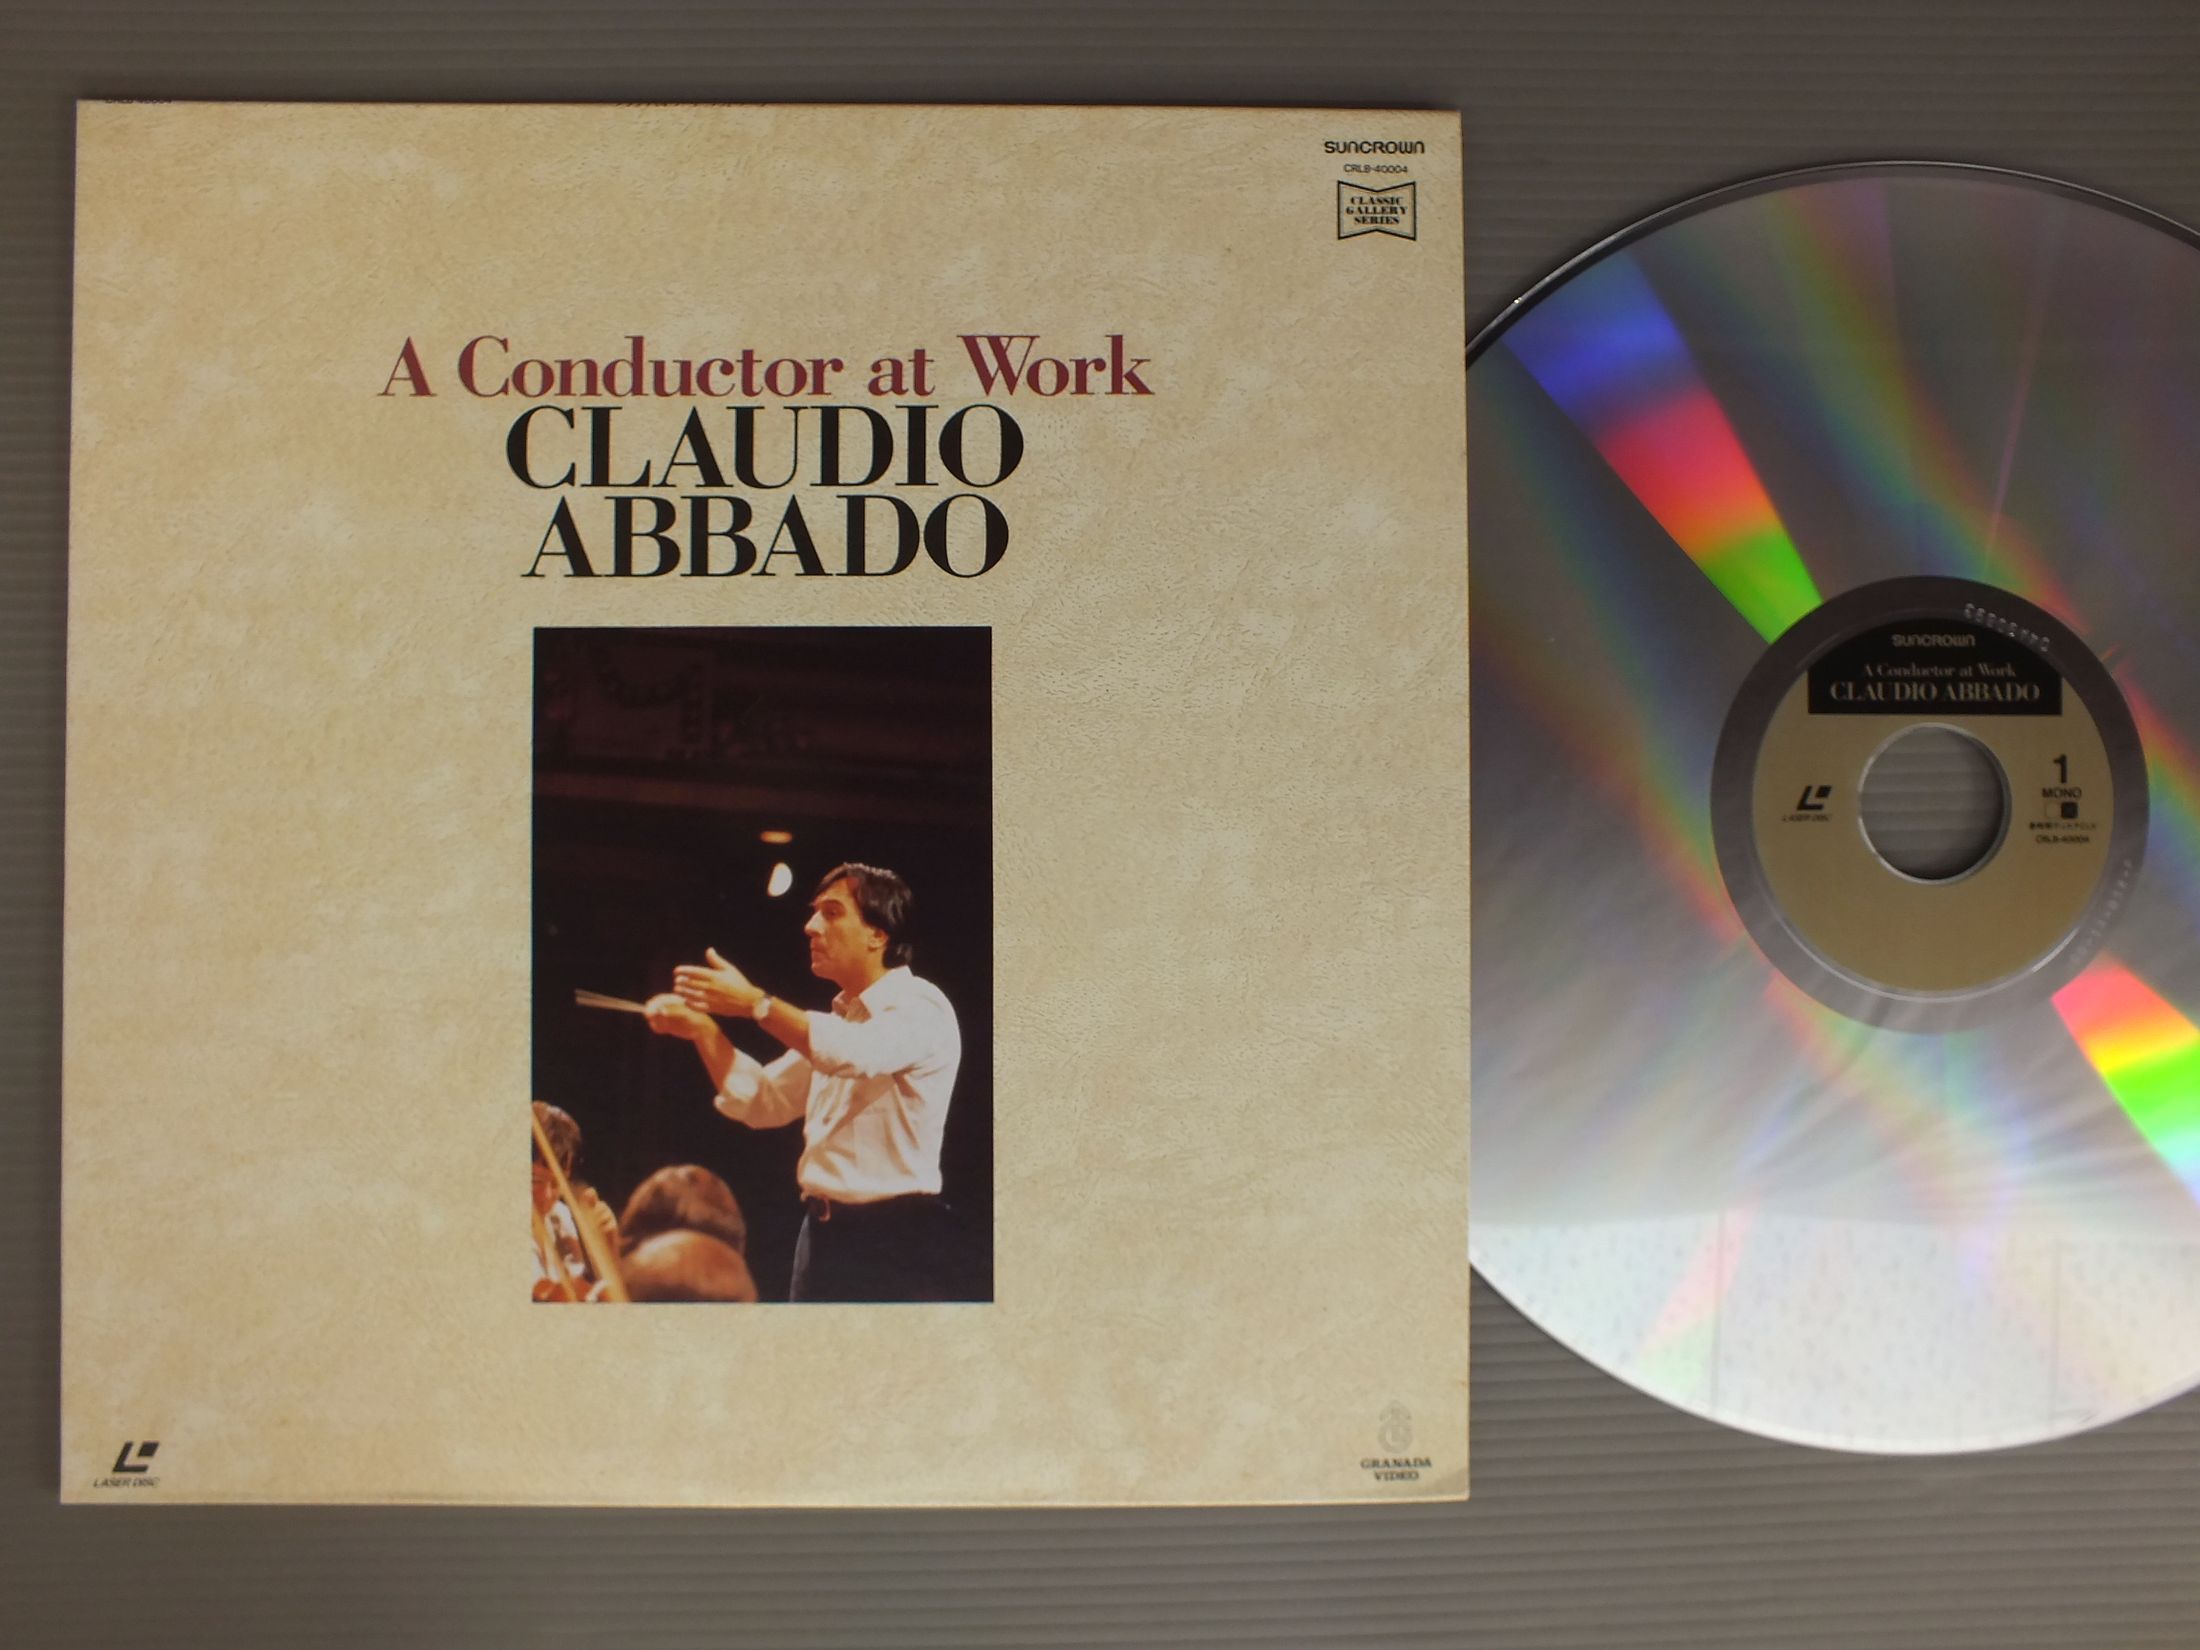 SUNCROWN
CRLB-40004
CLASSIC
GALLERY
SERIES
A Conductor at Work
CLAUDIO
ABBADO
LASER DISC
GRANADA
VIDEO
SUNCROWN
A Conductor at Work
CLAUDIO ABBADO
1
MONO
LASER DISC
CRLB-40004